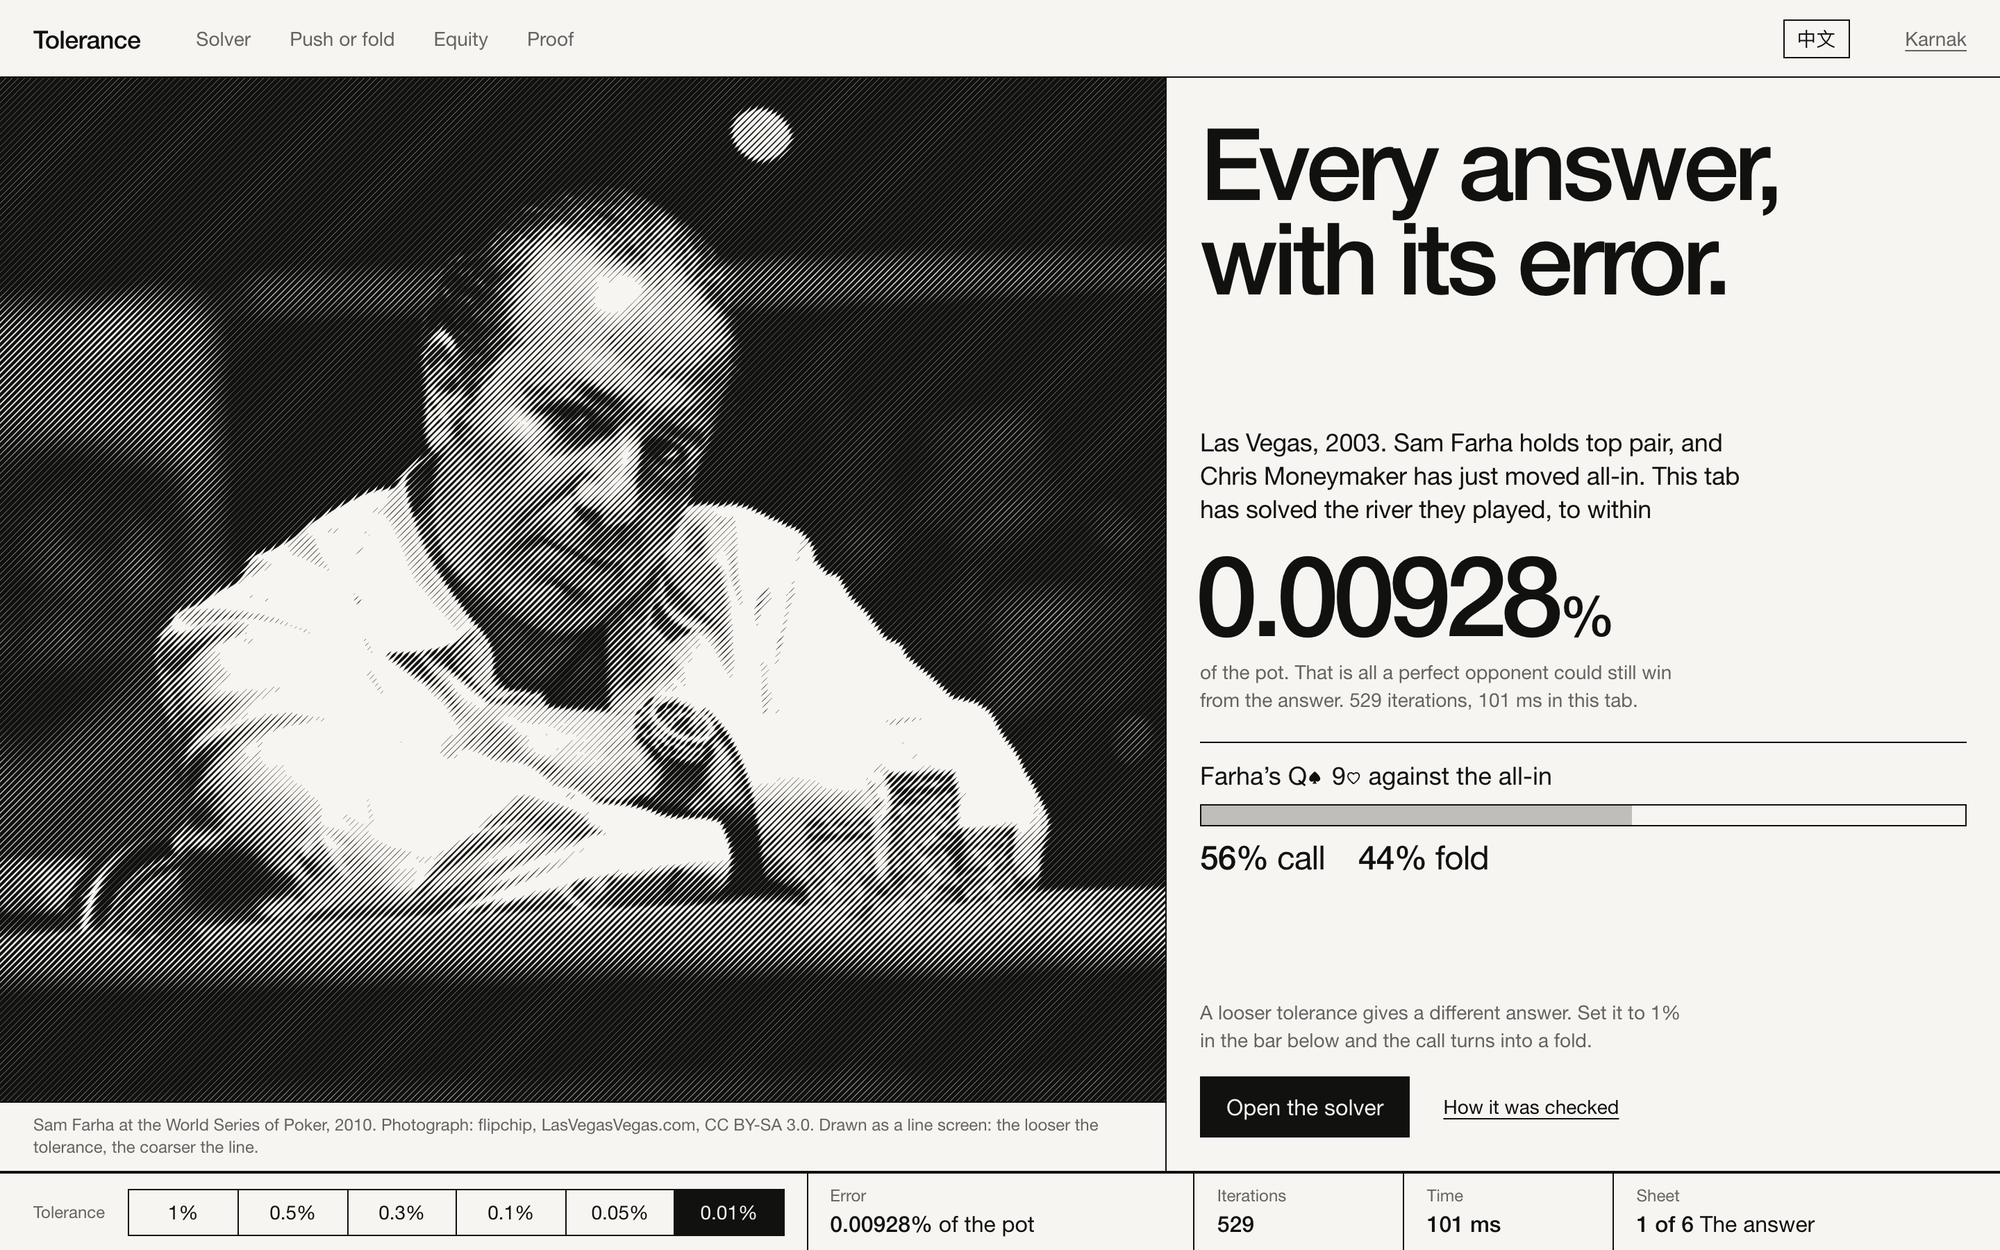 Tolerance
Solver
Push or fold
Equity
Proof
中文
Karnak
Every answer,
with its error.
Las Vegas, 2003. Sam Farha holds top pair, and
Chris Moneymaker has just moved all-in. This tab
has solved the river they played, to within
0.00928%
of the pot. That is all a perfect opponent could still win
from the answer. 529 iterations, 101 ms in this tab.
Farha’s Q♠ 9♡ against the all-in
56% call 44% fold
A looser tolerance gives a different answer. Set it to 1%
in the bar below and the call turns into a fold.
Open the solver
How it was checked
Sam Farha at the World Series of Poker, 2010. Photograph: flipchip, LasVegasVegas.com, CC BY-SA 3.0. Drawn as a line screen: the looser the
tolerance, the coarser the line.
Tolerance
1%
0.5%
0.3%
0.1%
0.05%
0.01%
Error
0.00928% of the pot
Iterations
529
Time
101 ms
Sheet
1 of 6 The answer